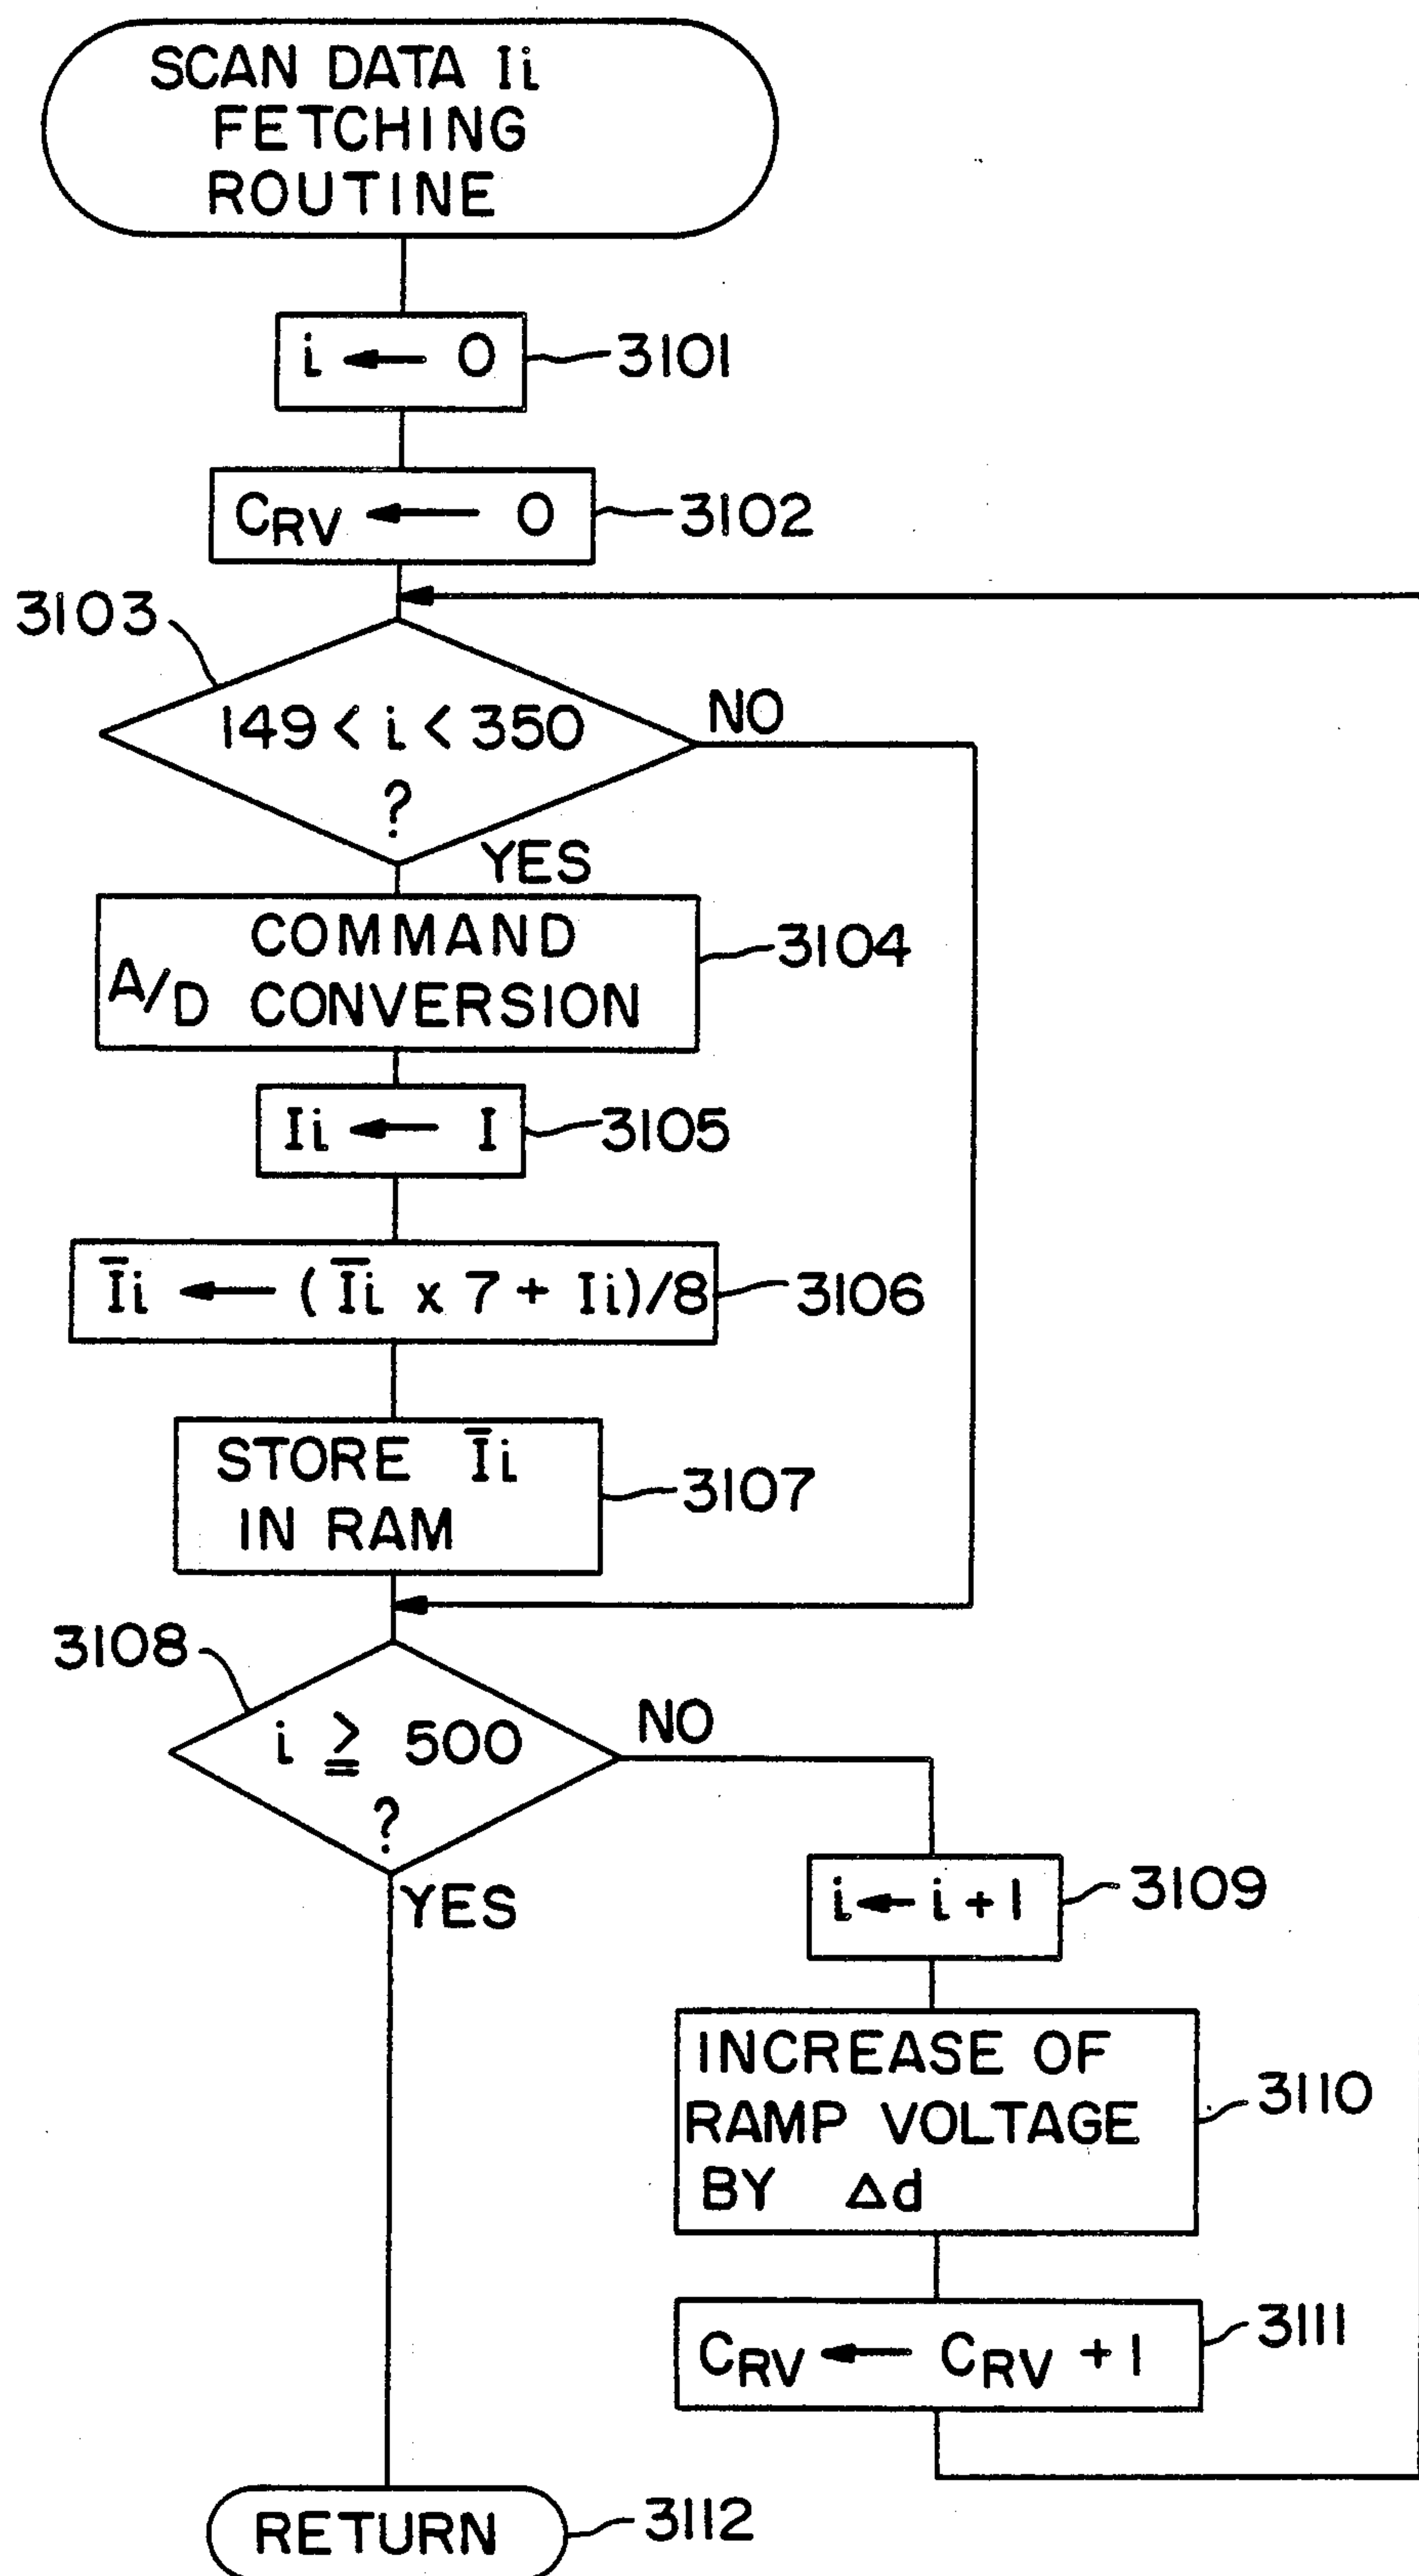 SCAN DATA Ii
FETCHING
ROUTINE
i ← 0
3101
CRV ← 0
3102
3103
149 < i < 350
?
NO
YES
COMMAND
A/D CONVERSION
3104
Ii ← I
3105
Īi ← (Īi x 7 + Ii)/8
3106
STORE Īi
IN RAM
3107
3108
i ≧ 500
?
NO
YES
i ← i + 1
3109
INCREASE OF
RAMP VOLTAGE
BY Δd
3110
CRV ← CRV + 1
3111
RETURN
3112